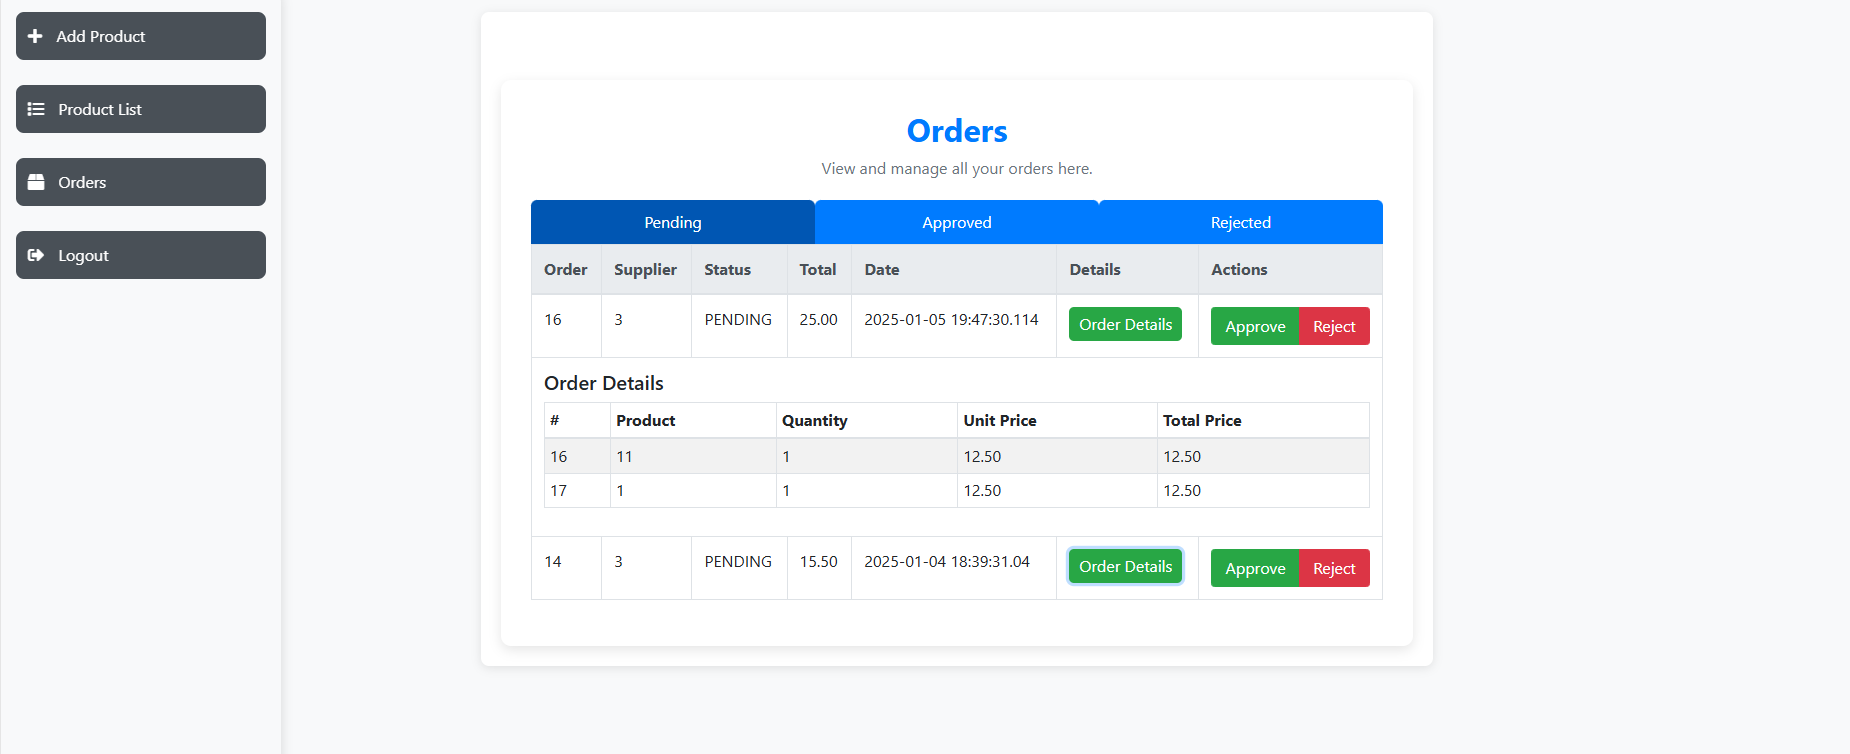 Add Product
Product List
Orders
Logout
Orders
View and manage all your orders here.
Pending Approved Rejected
Order Supplier Status Total Date Details Actions
16 3 PENDING 25.00 2025-01-05 19:47:30.114 Order Details Approve Reject
Order Details
# Product Quantity Unit Price Total Price
16 11 1 12.50 12.50
17 1 1 12.50 12.50
14 3 PENDING 15.50 2025-01-04 18:39:31.04 Order Details Approve Reject